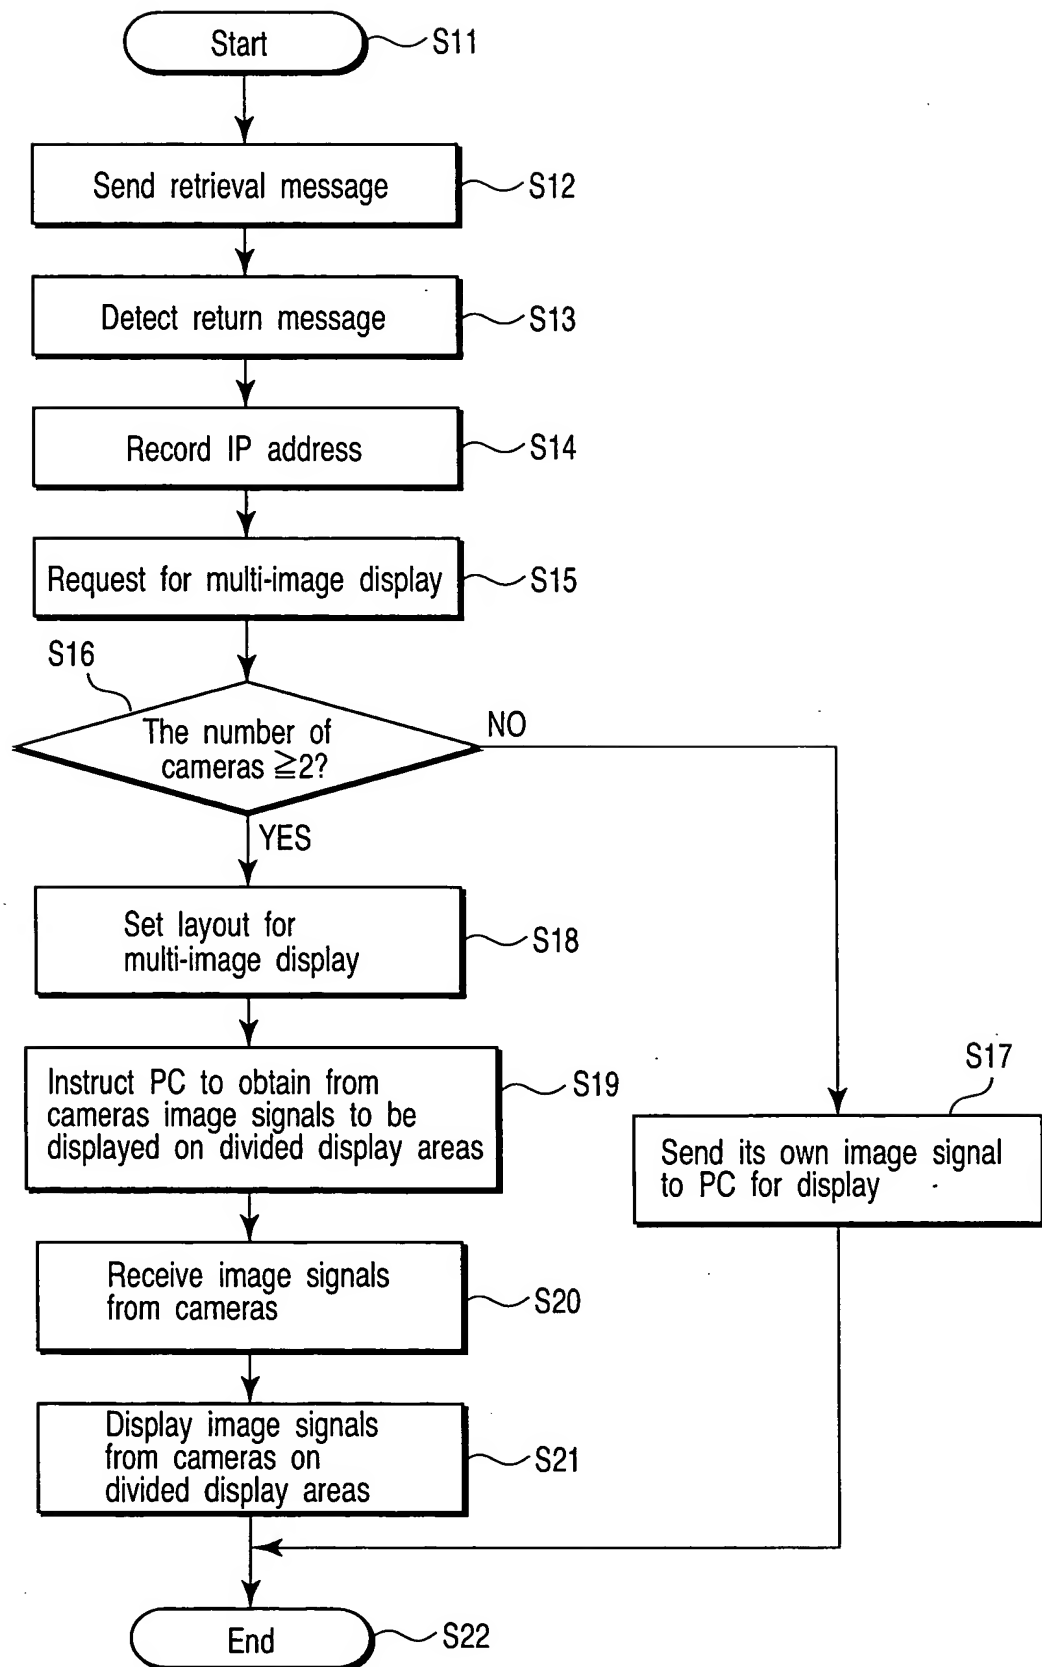 Start
S11
Send retrieval message
S12
Detect return message
S13
Record IP address
S14
Request for multi-image display
S15
S16
The number of
cameras ≧2?
NO
YES
Set layout for
multi-image display
S18
Instruct PC to obtain from
cameras image signals to be
displayed on divided display areas
S19
S17
Send its own image signal
to PC for display
Receive image signals
from cameras
S20
Display image signals
from cameras on
divided display areas
S21
End
S22